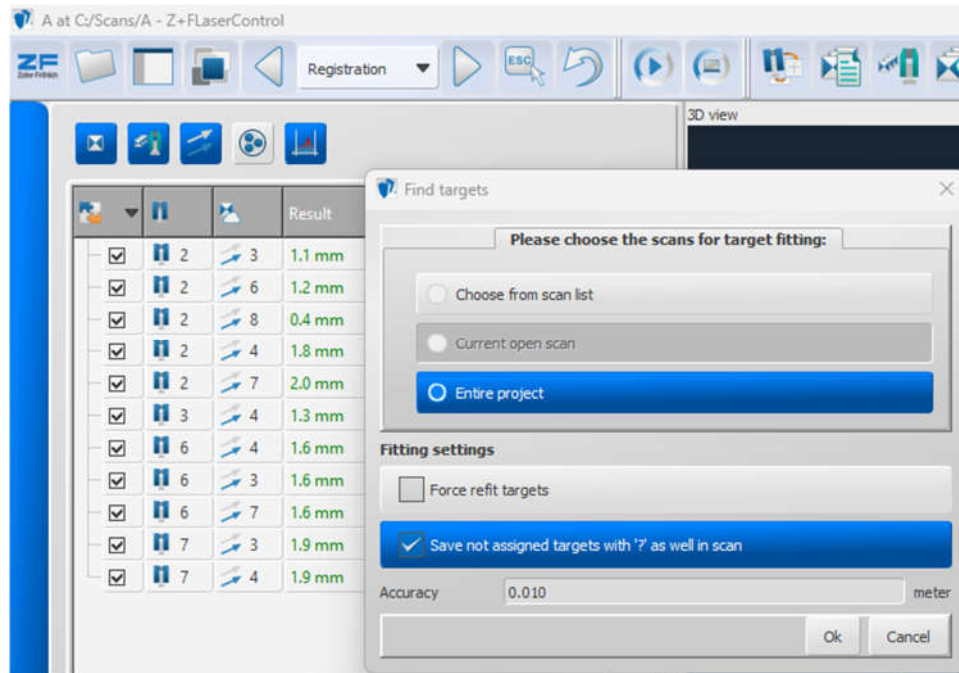 A at C:/Scans/A - Z+FLaserControl
ZF
Registration
ESC
3D view
Find targets
Result
Please choose the scans for target fitting:
2 3 1.1 mm
2 6 1.2 mm
2 8 0.4 mm
2 4 1.8 mm
2 7 2.0 mm
3 4 1.3 mm
6 4 1.6 mm
6 3 1.6 mm
6 7 1.6 mm
7 3 1.9 mm
7 4 1.9 mm
Choose from scan list
Current open scan
Entire project
Fitting settings
Force refit targets
Save not assigned targets with '?' as well in scan
Accuracy 0.010 meter
Ok Cancel